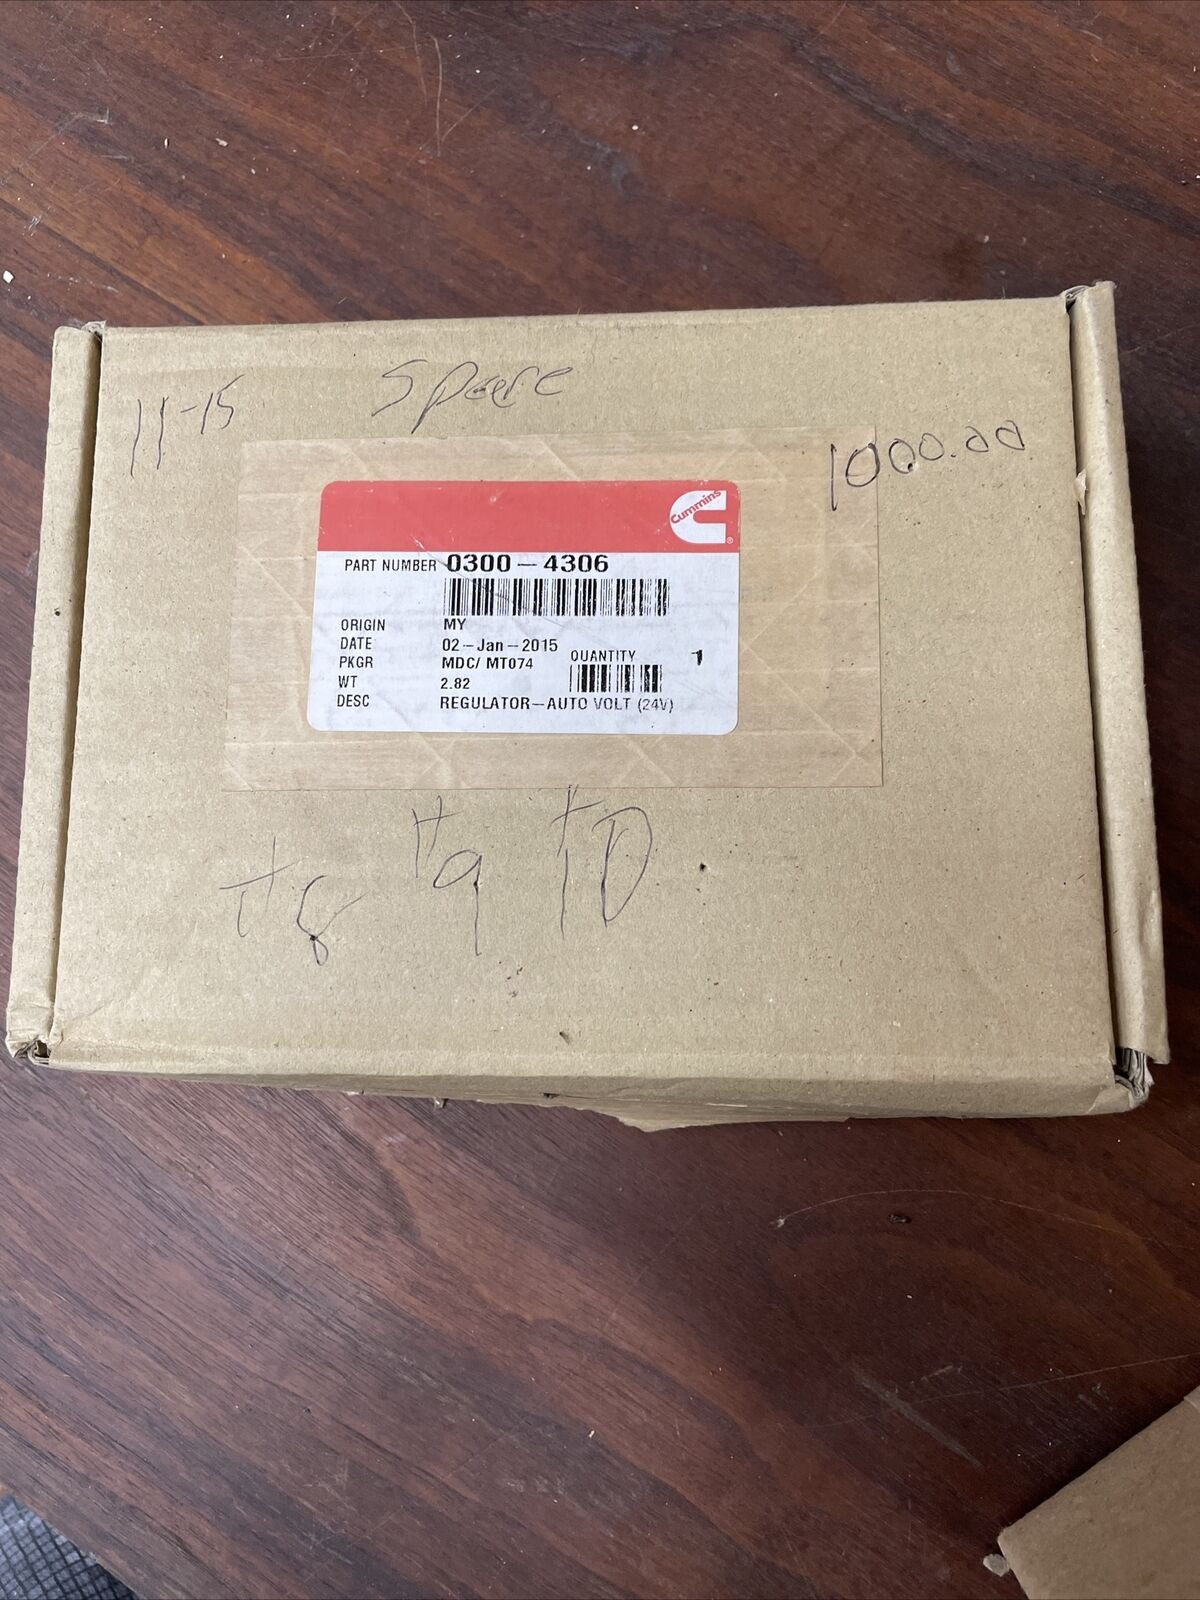 11-15 Spare
1000.00
Cummins
®
PART NUMBER 0300-4306
ORIGIN MY
DATE 02-Jan-2015
PKGR MDC/ MT074
QUANTITY 1
WT 2.82
DESC REGULATOR-AUTO VOLT (24V)
#8 #9 #10